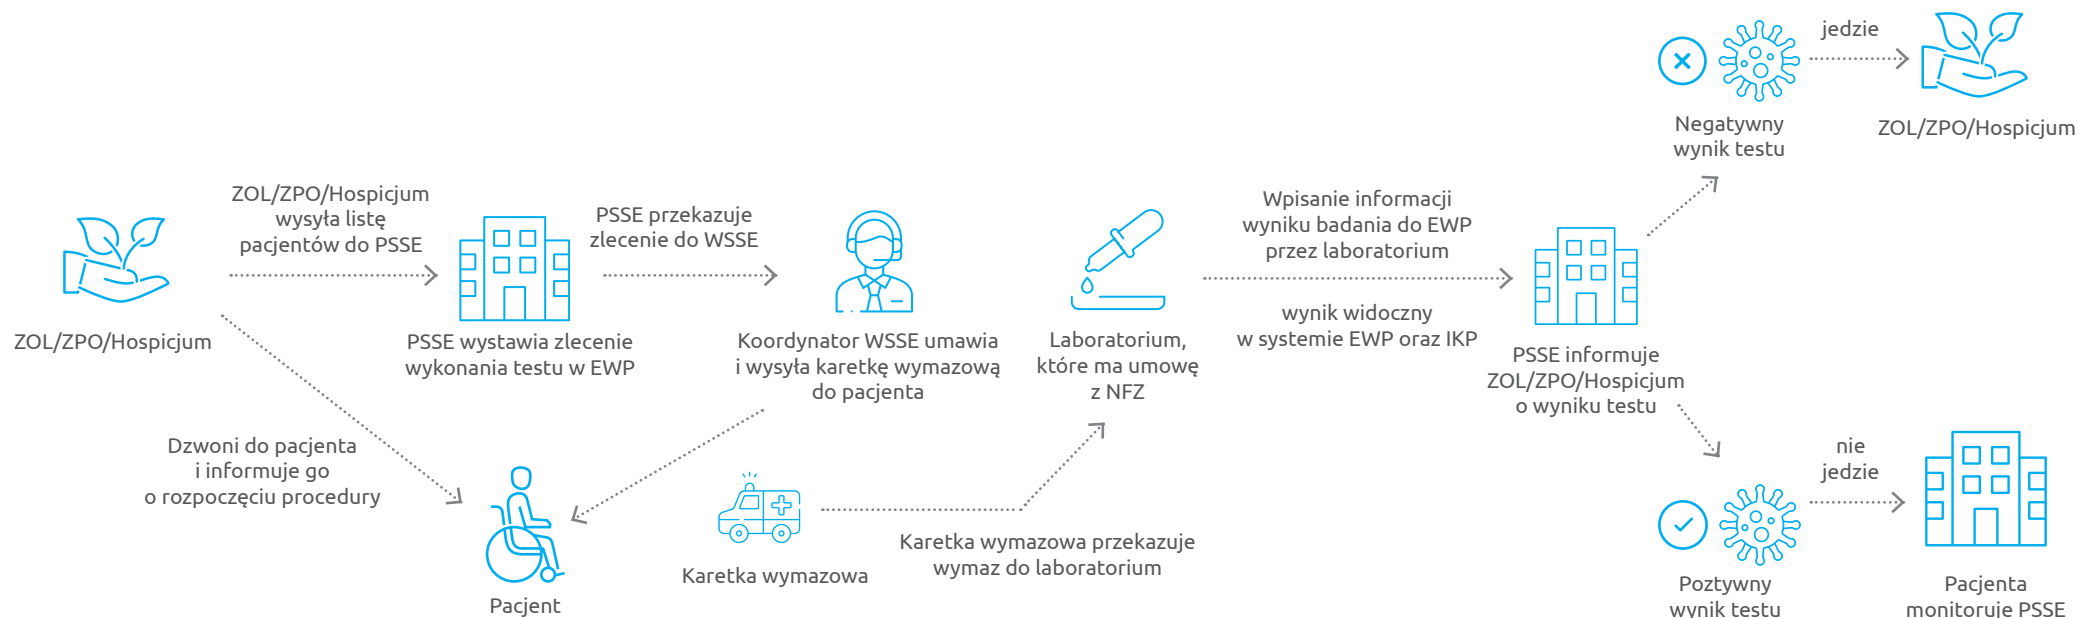 ZOL/ZPO/Hospicjum
ZOL/ZPO/Hospicjum
wysyła listę
pacjentów do PSSE
PSSE wystawia zlecenie
wykonania testu w EWP
PSSE przekazuje
zlecenie do WSSE
Koordynator WSSE umawia
i wysyła karetkę wymazową
do pacjenta
Dzwoni do pacjenta
i informuje go
o rozpoczęciu procedury
Pacjent
Karetka wymazowa
Karetka wymazowa przekazuje
wymaz do laboratorium
Laboratorium,
które ma umowę
z NFZ
Wpisanie informacji
wyniku badania do EWP
przez laboratorium
wynik widoczny
w systemie EWP oraz IKP
PSSE informuje
ZOL/ZPO/Hospicjum
o wyniku testu
Negatywny
wynik testu
jedzie
ZOL/ZPO/Hospicjum
Poztywny
wynik testu
nie
jedzie
Pacjenta
monitoruje PSSE